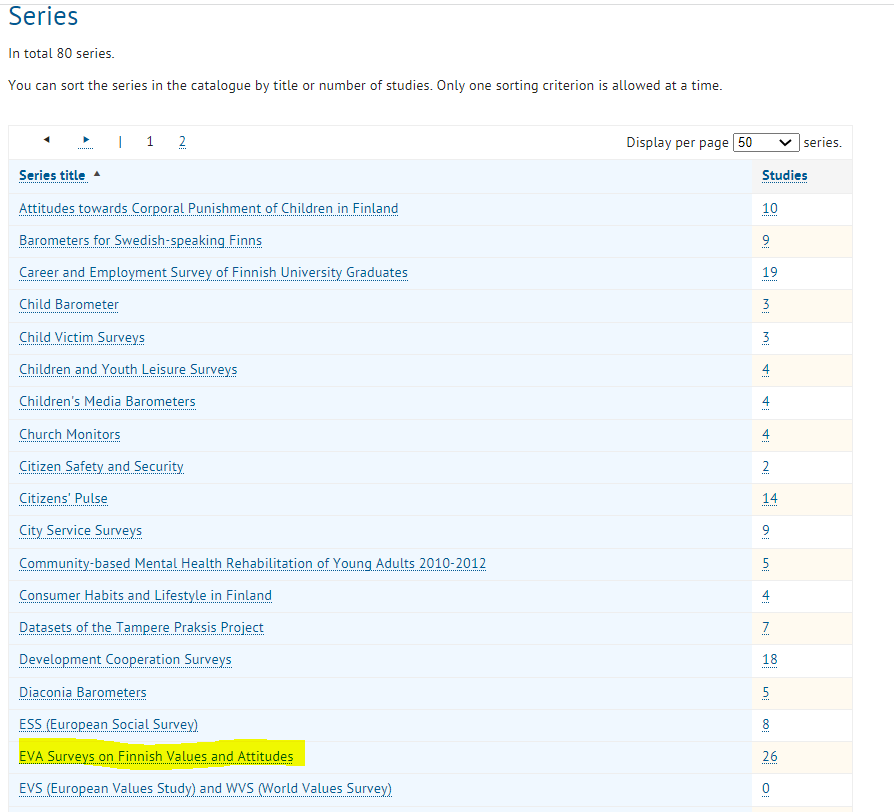 Series
In total 80 series.
You can sort the series in the catalogue by title or number of studies. Only one sorting criterion is allowed at a time.
◄ ► | 1 2 Display per page 50 series.
Series title ▲ Studies
Attitudes towards Corporal Punishment of Children in Finland 10
Barometers for Swedish-speaking Finns 9
Career and Employment Survey of Finnish University Graduates 19
Child Barometer 3
Child Victim Surveys 3
Children and Youth Leisure Surveys 4
Children's Media Barometers 4
Church Monitors 4
Citizen Safety and Security 2
Citizens' Pulse 14
City Service Surveys 9
Community-based Mental Health Rehabilitation of Young Adults 2010-2012 5
Consumer Habits and Lifestyle in Finland 4
Datasets of the Tampere Praksis Project 7
Development Cooperation Surveys 18
Diaconia Barometers 5
ESS (European Social Survey) 8
EVA Surveys on Finnish Values and Attitudes 26
EVS (European Values Study) and WVS (World Values Survey) 0